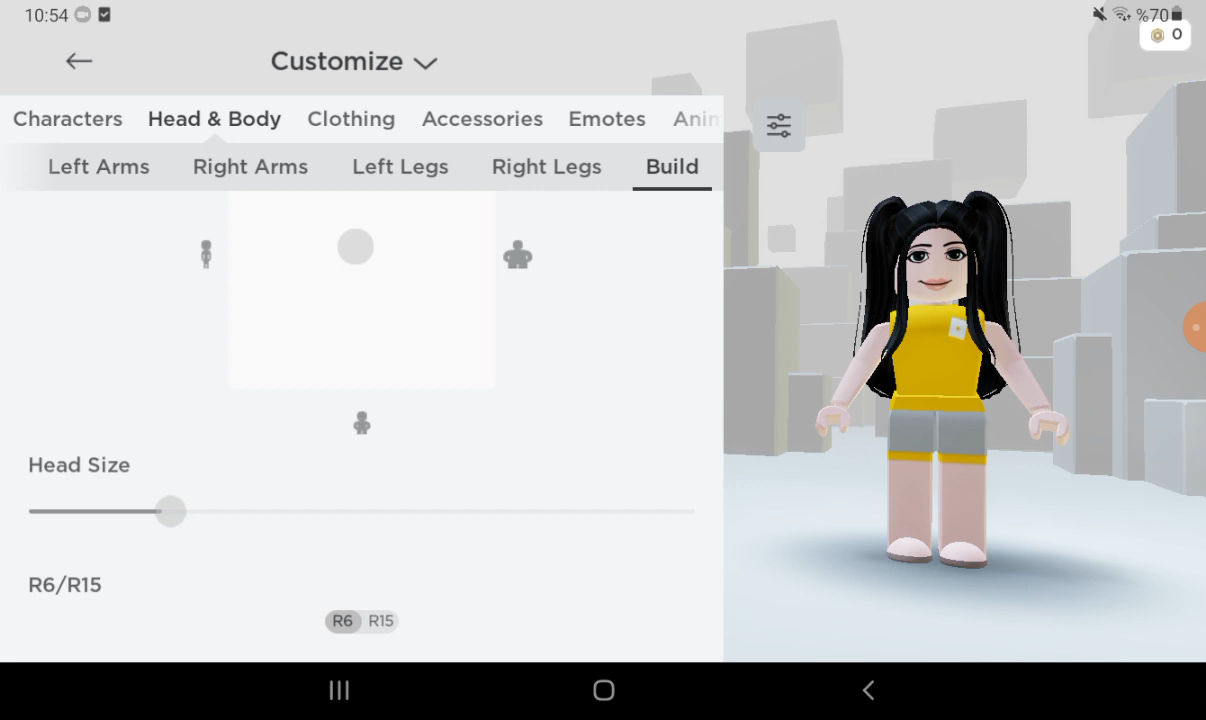 10:54
%70
0
Customize
Characters Head & Body Clothing Accessories Emotes Anim
Left Arms Right Arms Left Legs Right Legs Build
Head Size
R6/R15
R6 R15